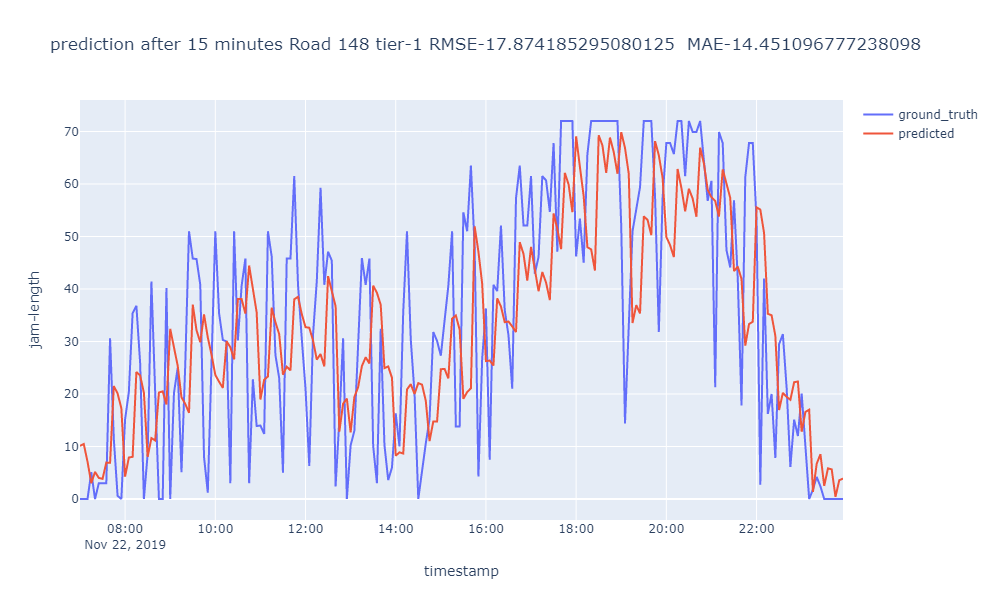 prediction after 15 minutes Road 148 tier-1 RMSE-17.874185295080125  MAE-14.451096777238098
ground_truth
predicted
70
60
50
40
30
20
10
0
jam-length
08:00 10:00 12:00 14:00 16:00 18:00 20:00 22:00
Nov 22, 2019
timestamp